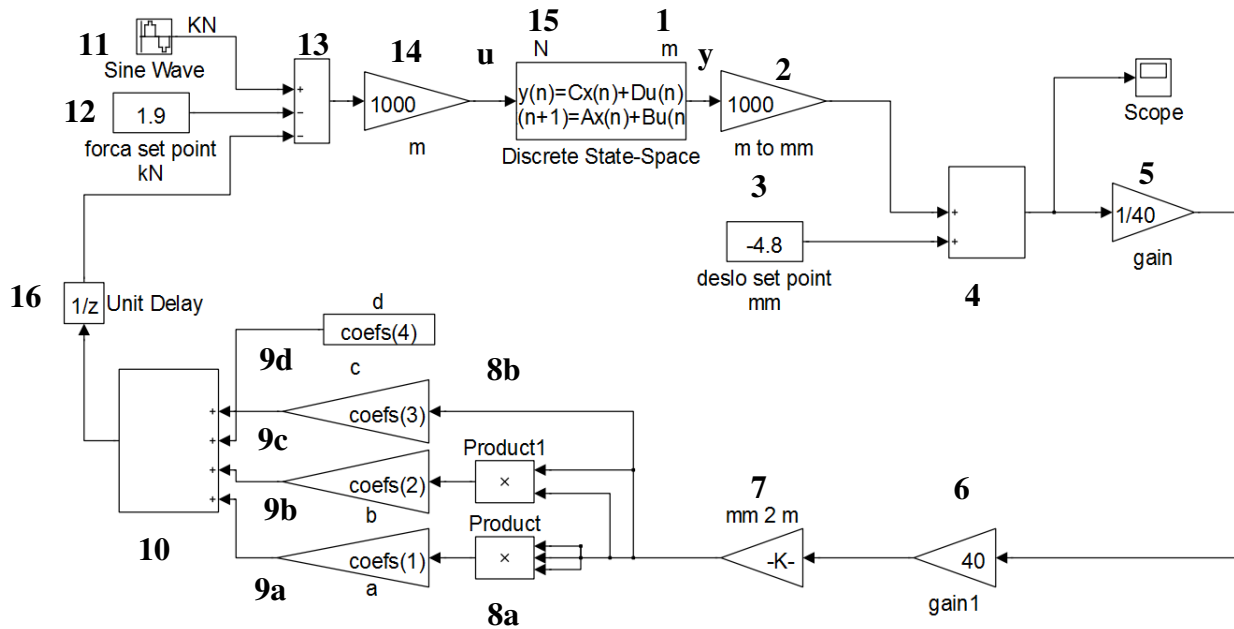 11
KN
Sine Wave
12
1.9
forca set point
kN
13
+
−
−
14
1000
m
u
15
N
1
m
y(n)=Cx(n)+Du(n)
(n+1)=Ax(n)+Bu(n
Discrete State-Space
y
2
1000
m to mm
Scope
3
-4.8
deslo set point
mm
+
+
4
5
1/40
gain
16
1/z
Unit Delay
d
coefs(4)
9d
c
8b
coefs(3)
9c
Product1
×
coefs(2)
b
9b
Product
×
coefs(1)
a
9a
8a
+
+
+
+
10
7
mm 2 m
-K-
6
40
gain1